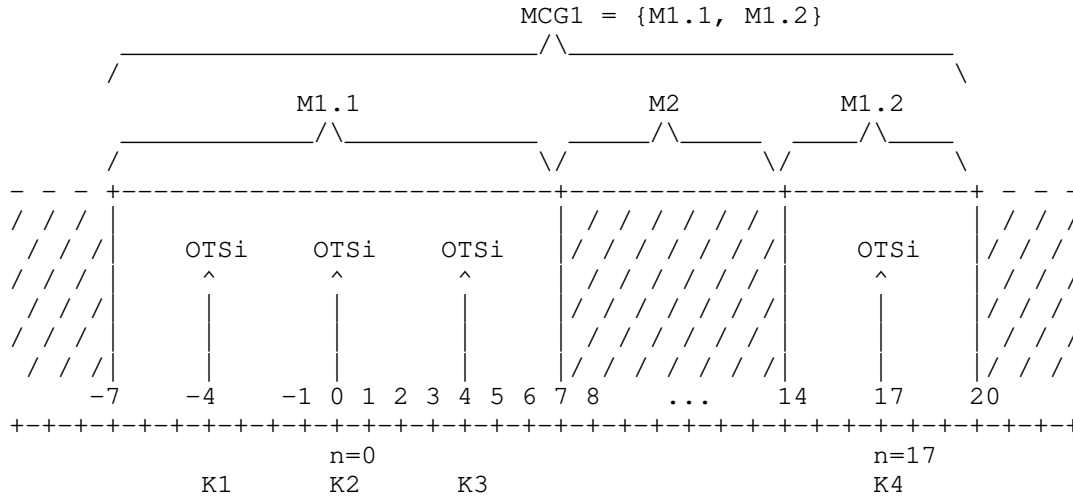 MCG1 = {M1.1, M1.2}
M1.1 M2 M1.2
OTSi OTSi OTSi OTSi
-7 -4 -1 0 1 2 3 4 5 6 7 8 ... 14 17 20
n=0 n=17
K1 K2 K3 K4